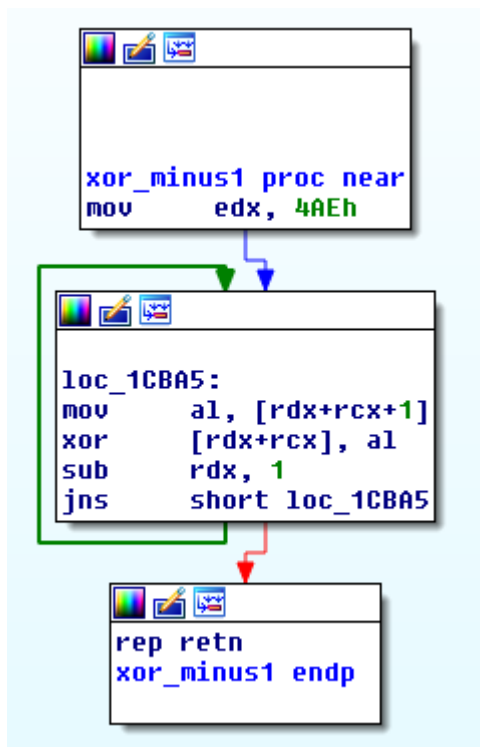 xor_minus1 proc near
mov edx, 4AEh
loc_1CBA5:
mov al, [rdx+rcx+1]
xor [rdx+rcx], al
sub rdx, 1
jns short loc_1CBA5
rep retn
xor_minus1 endp